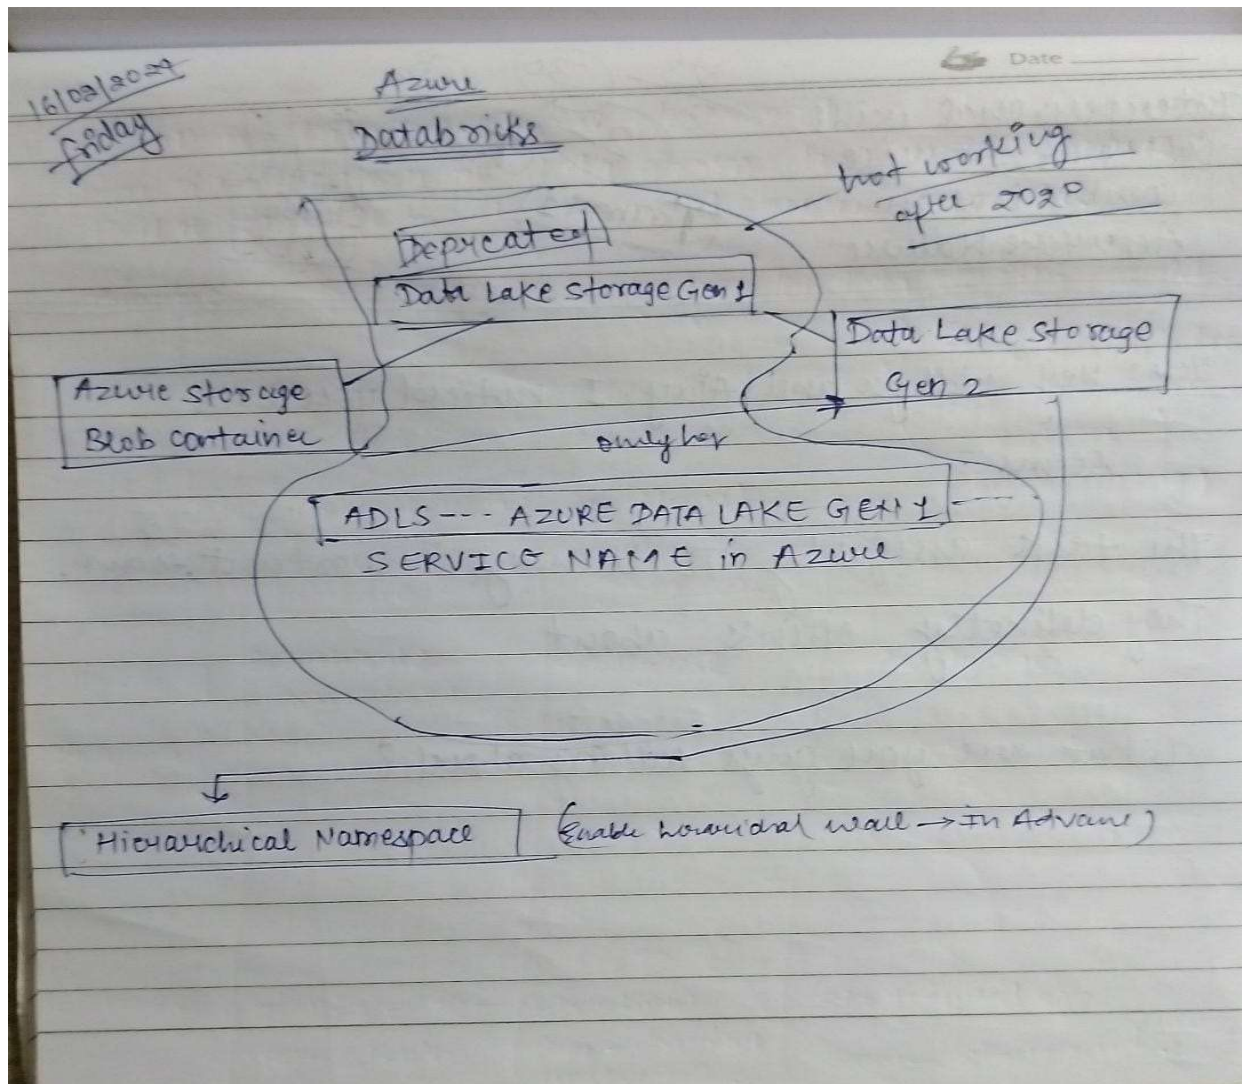 Date
16/02/2024
Friday
Azure
Databricks
not working
after 2020
Depricated
Data Lake Storage Gen 1
Data Lake Storage
Gen 2
Azure Storage
Blob container
only
ADLS --- AZURE DATA LAKE GEN 1
SERVICE NAME in Azure
Hierarchical Namespace
(Enable → In Advance)